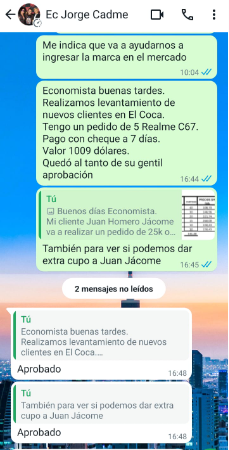 Ec Jorge Cadme
Me indica que va a ayudarnos a
ingresar la marca en el mercado
10:04
Economista buenas tardes.
Realizamos levantamiento de
nuevos clientes en El Coca.
Tengo un pedido de 5 Realme C67.
Pago con cheque a 7 días.
Valor 1009 dólares.
Quedó al tanto de su gentil
aprobación
16:44
Tú
Buenos días Economista.
Mi cliente Juan Homero Jácome
va a realizar un pedido de 25k o...
También para ver si podemos dar
extra cupo a Juan Jácome
16:45
2 mensajes no leídos
Tú
Economista buenas tardes.
Realizamos levantamiento de nuevos
clientes en El Coca....
Aprobado
16:48
Tú
También para ver si podemos dar extra
cupo a Juan Jácome
Aprobado
16:48